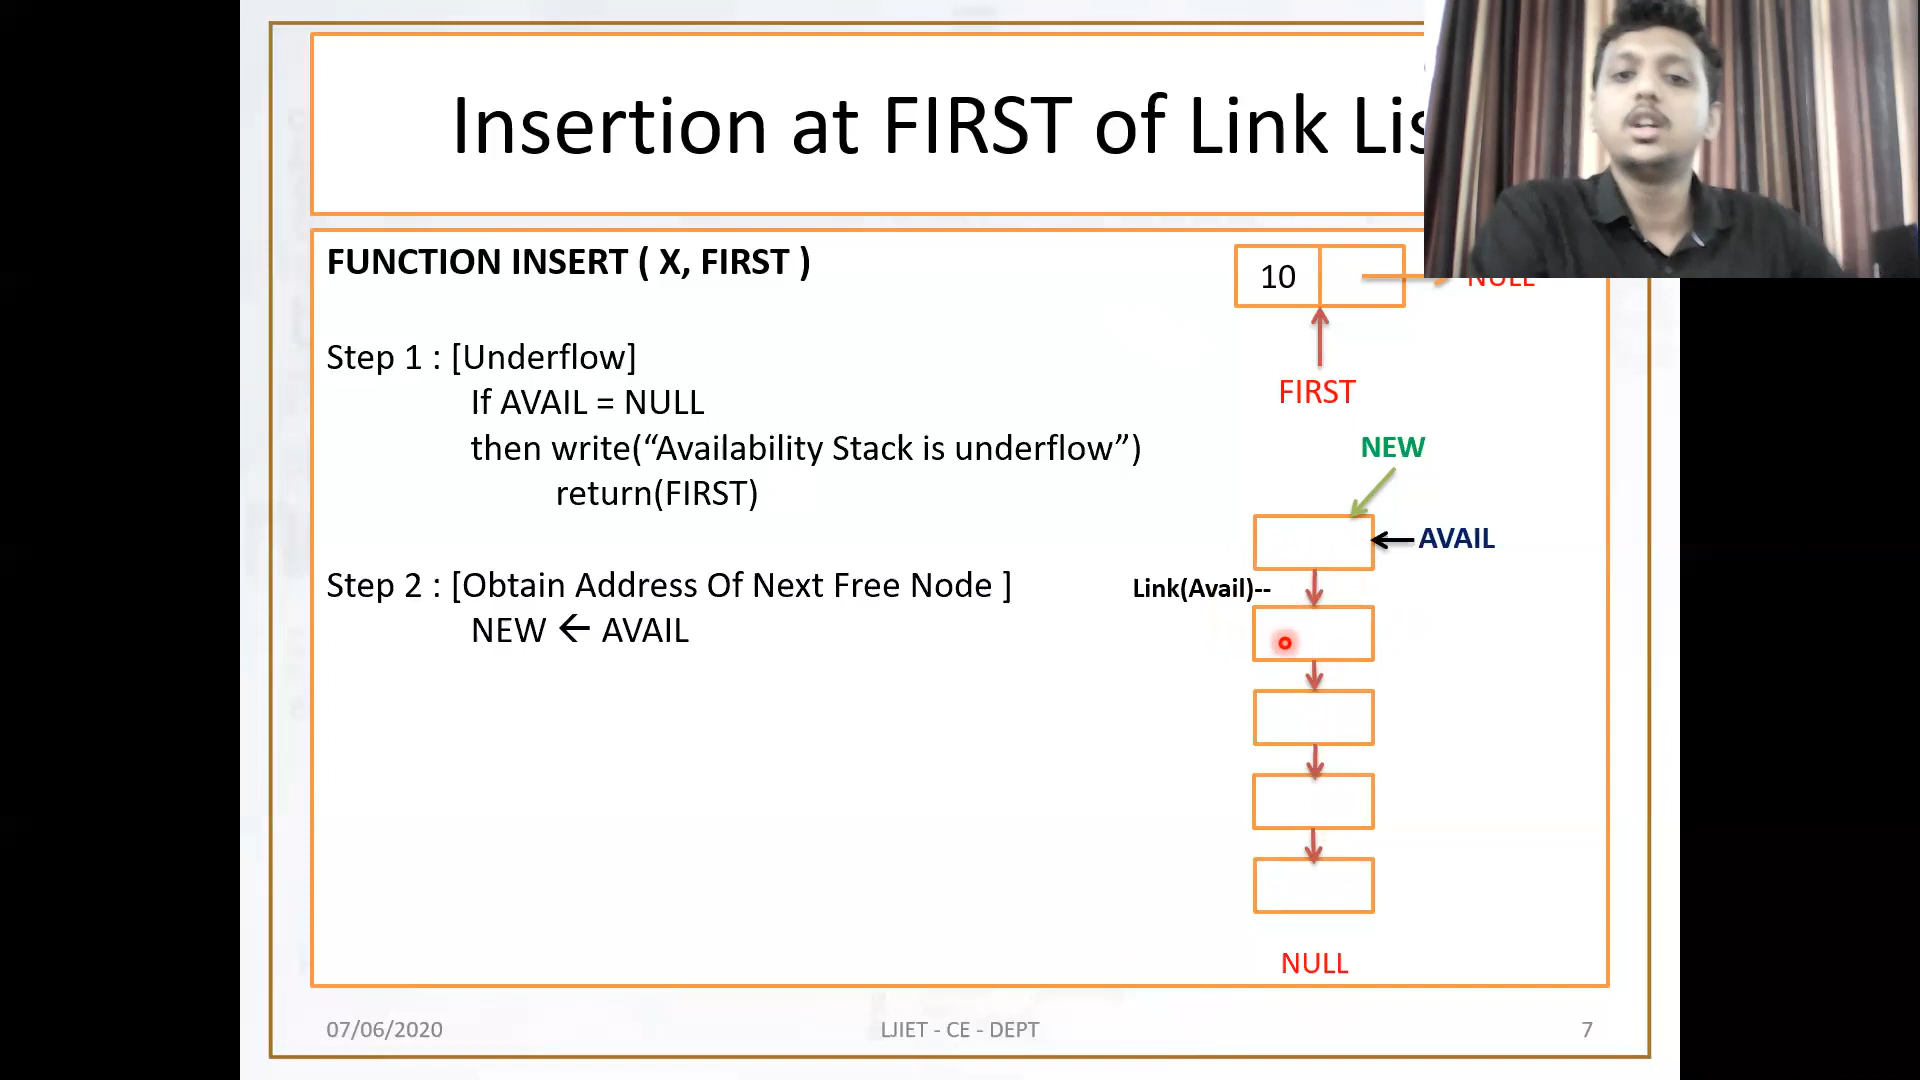 Insertion at FIRST of Link Lis
FUNCTION INSERT ( X, FIRST )
10
NULL
FIRST
Step 1 : [Underflow]
If AVAIL = NULL
then write(“Availability Stack is underflow”)
return(FIRST)
NEW
AVAIL
Step 2 : [Obtain Address Of Next Free Node ]
Link(Avail)--
NEW ← AVAIL
NULL
07/06/2020
LJIET - CE - DEPT
7